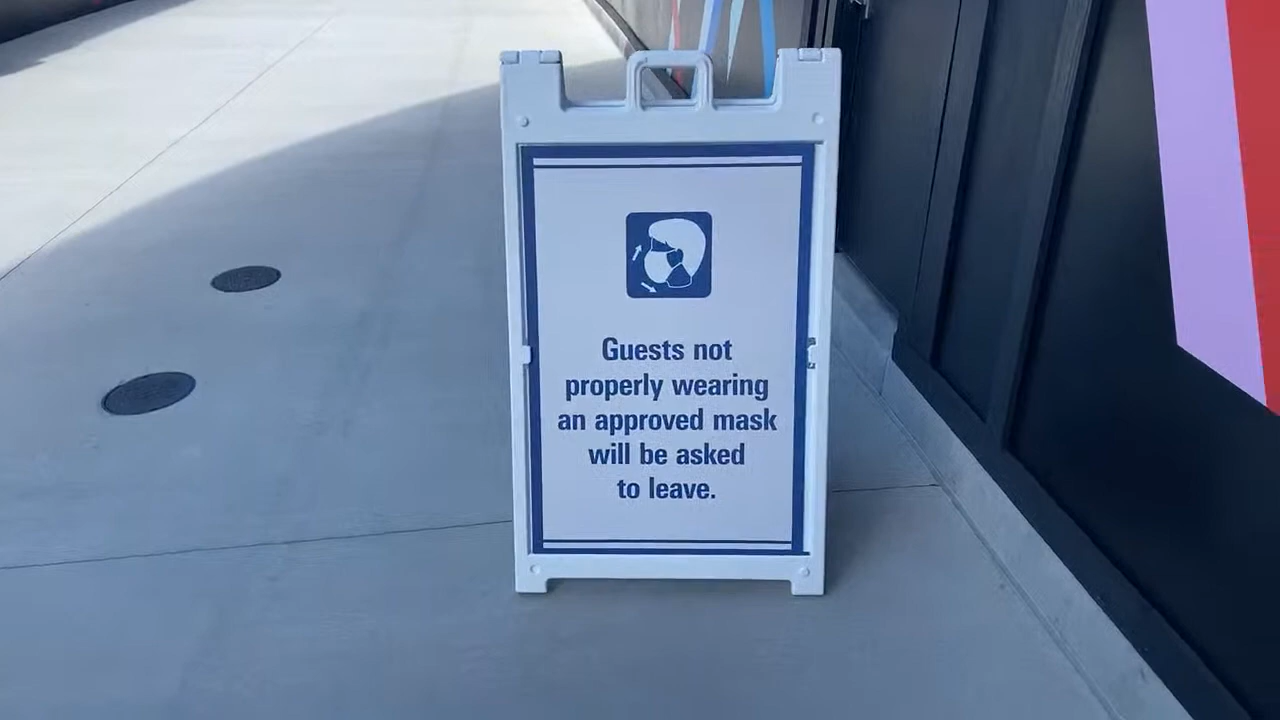 Guests not
properly wearing
an approved mask
will be asked
to leave.